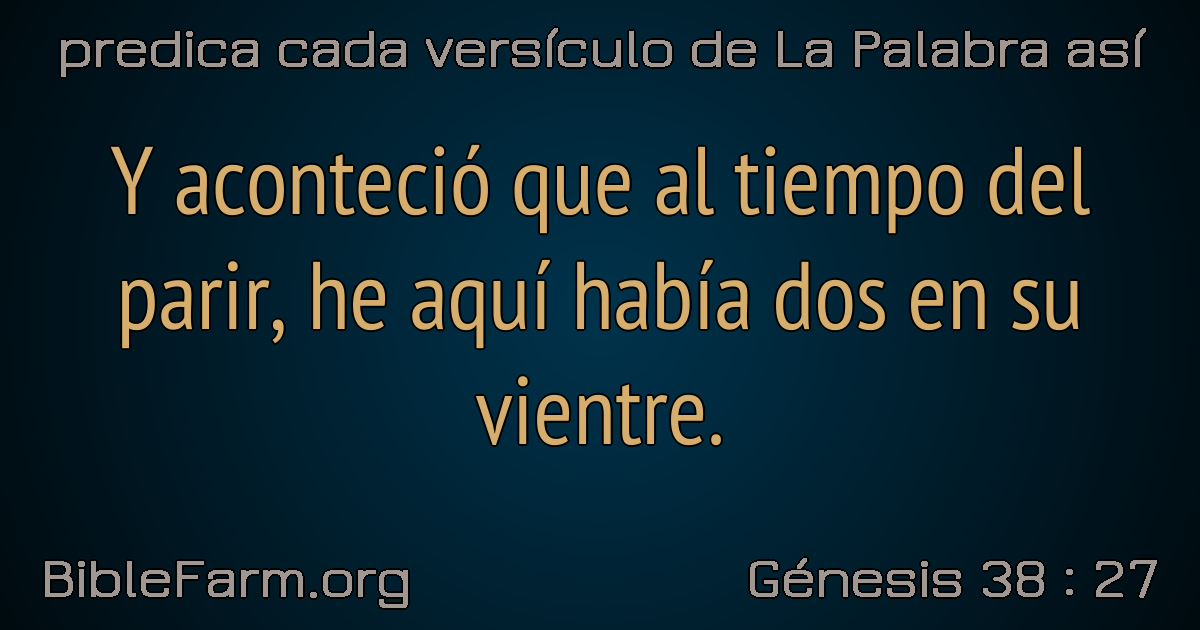 predica cada versículo de La Palabra así
Y aconteció que al tiempo del
parir, he aquí había dos en su
vientre.
BibleFarm.org
Génesis 38 : 27